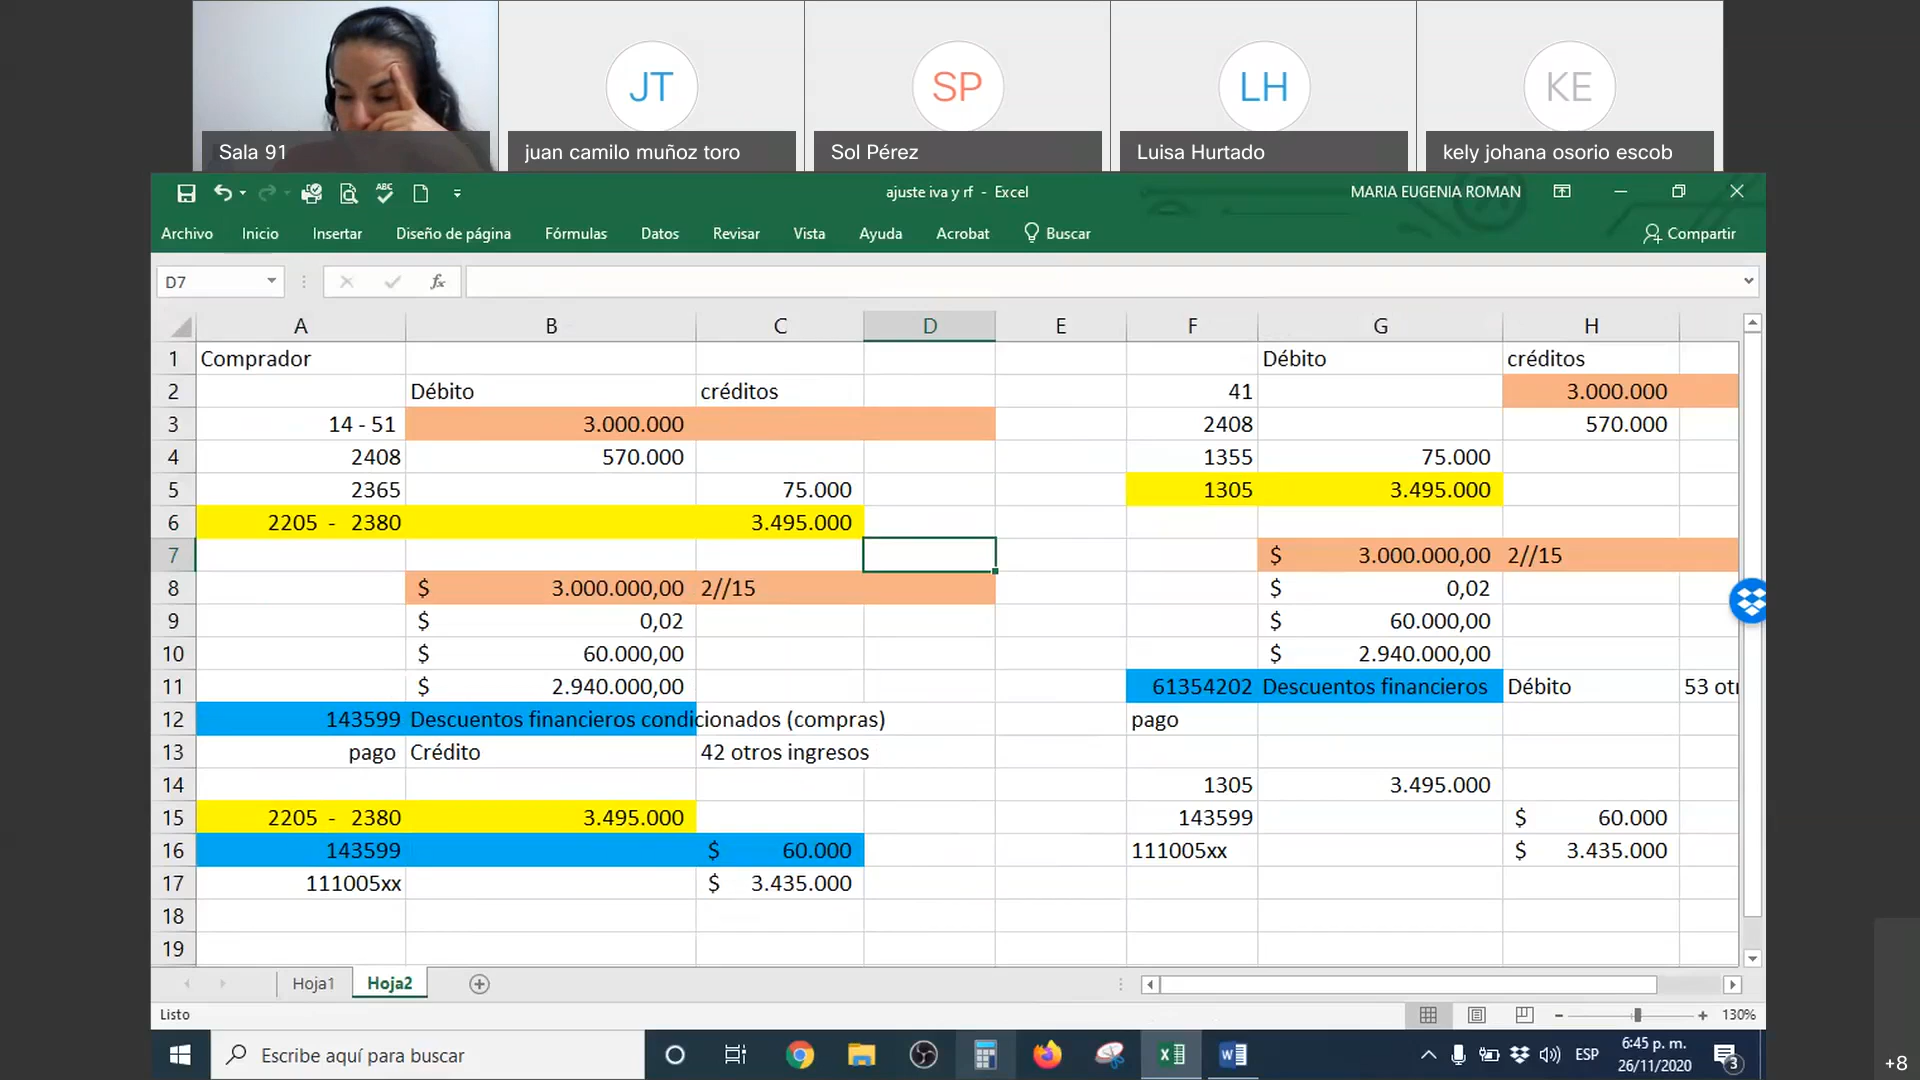 JT
SP
LH
KE
Sala 91
juan camilo muñoz toro
Sol Pérez
Luisa Hurtado
kely johana osorio escob
ABC
ajuste iva y rf - Excel
MARIA EUGENIA ROMAN
Archivo Inicio Insertar Diseño de página Fórmulas Datos Revisar Vista Ayuda Acrobat Buscar Compartir
D7
fx
A B C D E F G H
1 Comprador Débito créditos
2 Débito créditos 41 3.000.000
3 14 - 51 3.000.000 2408 570.000
4 2408 570.000 1355 75.000
5 2365 75.000 1305 3.495.000
6 2205 - 2380 3.495.000
7 $ 3.000.000,00 2//15
8 $ 3.000.000,00 2//15 $ 0,02
9 $ 0,02 $ 60.000,00
10 $ 60.000,00 $ 2.940.000,00
11 $ 2.940.000,00 61354202 Descuentos financieros Débito 53 otr
12 143599 Descuentos financieros condicionados (compras) pago
13 pago Crédito 42 otros ingresos
14 1305 3.495.000
15 2205 - 2380 3.495.000 143599 $ 60.000
16 143599 $ 60.000 111005xx $ 3.435.000
17 111005xx $ 3.435.000
18
19
Hoja1 Hoja2
Listo
130%
Escribe aquí para buscar
ESP
6:45 p. m.
26/11/2020
3
+8